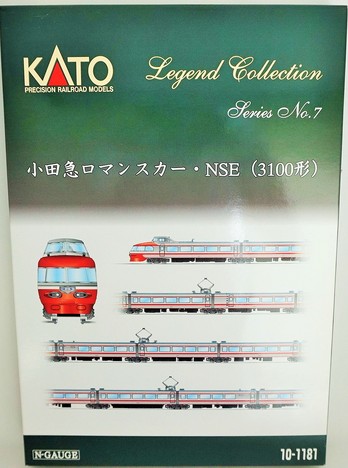 KATO
PRECISION RAILROAD MODELS
Legend Collection
Series No.7
小田急ロマンスカー・NSE（3100形）
N-GAUGE
10-1181